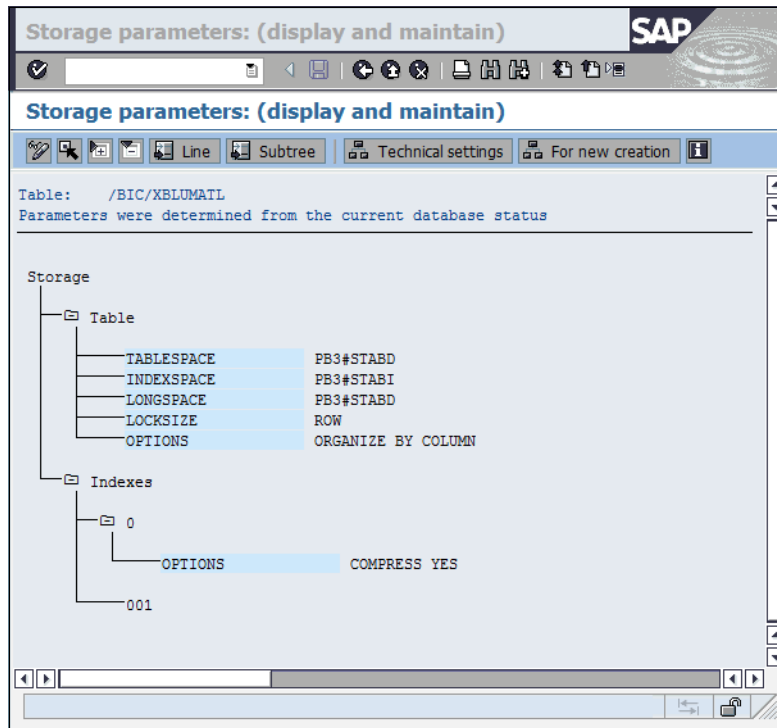 Storage parameters: (display and maintain)
SAP
Storage parameters: (display and maintain)
Line Subtree Technical settings For new creation
Table: /BIC/XBLUMATL
Parameters were determined from the current database status
Storage
Table
TABLESPACE PB3#STABD
INDEXSPACE PB3#STABI
LONGSPACE PB3#STABD
LOCKSIZE ROW
OPTIONS ORGANIZE BY COLUMN
Indexes
0
OPTIONS COMPRESS YES
001